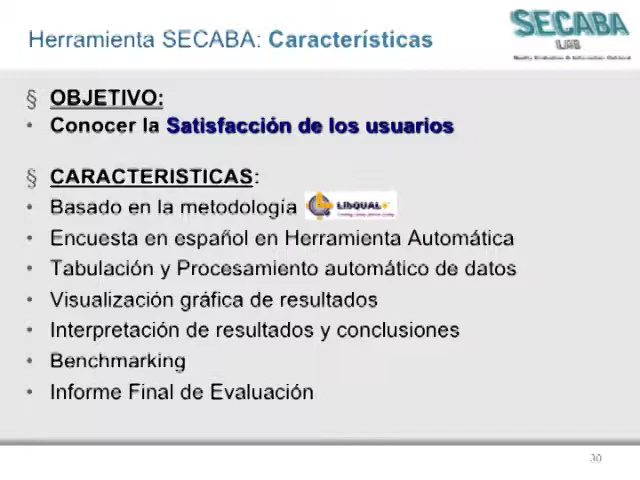 Herramienta SECABA: Características
SECABA
LAB
§ OBJETIVO:
• Conocer la Satisfacción de los usuarios
§ CARACTERISTICAS:
• Basado en la metodología LibQUAL+
• Encuesta en español en Herramienta Automática
• Tabulación y Procesamiento automático de datos
• Visualización gráfica de resultados
• Interpretación de resultados y conclusiones
• Benchmarking
• Informe Final de Evaluación
30